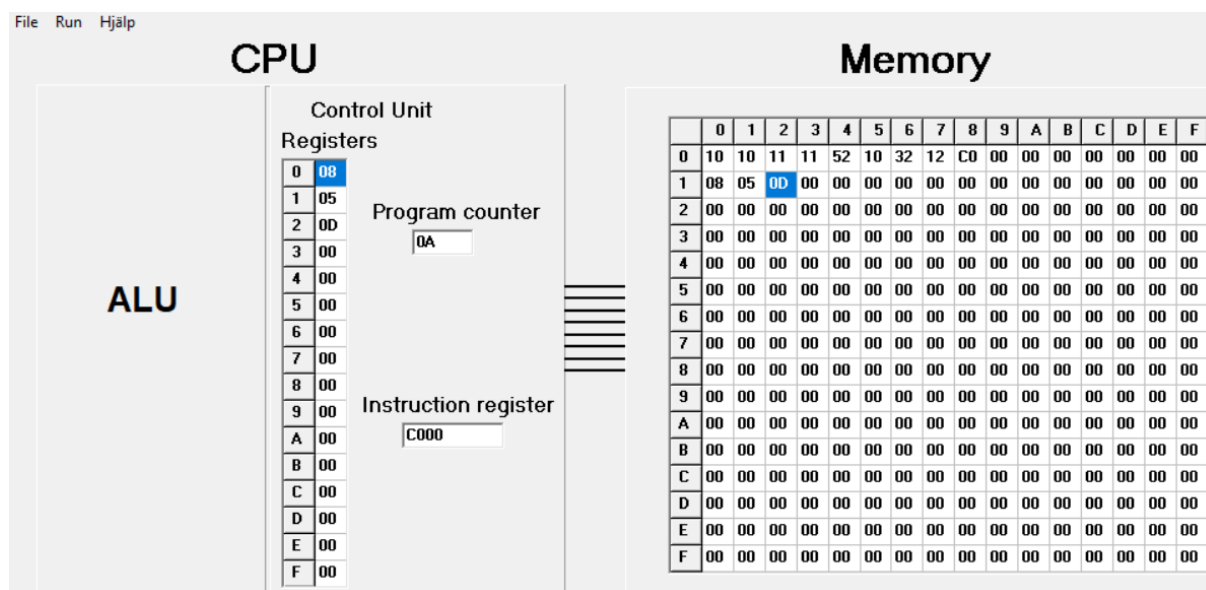 File Run Hjälp
CPU
Memory
Control Unit
Registers
0 08
1 05
2 0D
3 00
4 00
5 00
6 00
7 00
8 00
9 00
A 00
B 00
C 00
D 00
E 00
F 00
Program counter
0A
ALU
Instruction register
C000
0 1 2 3 4 5 6 7 8 9 A B C D E F
0 10 10 11 11 52 10 32 12 C0 00 00 00 00 00 00 00
1 08 05 0D 00 00 00 00 00 00 00 00 00 00 00 00 00
2 00 00 00 00 00 00 00 00 00 00 00 00 00 00 00 00
3 00 00 00 00 00 00 00 00 00 00 00 00 00 00 00 00
4 00 00 00 00 00 00 00 00 00 00 00 00 00 00 00 00
5 00 00 00 00 00 00 00 00 00 00 00 00 00 00 00 00
6 00 00 00 00 00 00 00 00 00 00 00 00 00 00 00 00
7 00 00 00 00 00 00 00 00 00 00 00 00 00 00 00 00
8 00 00 00 00 00 00 00 00 00 00 00 00 00 00 00 00
9 00 00 00 00 00 00 00 00 00 00 00 00 00 00 00 00
A 00 00 00 00 00 00 00 00 00 00 00 00 00 00 00 00
B 00 00 00 00 00 00 00 00 00 00 00 00 00 00 00 00
C 00 00 00 00 00 00 00 00 00 00 00 00 00 00 00 00
D 00 00 00 00 00 00 00 00 00 00 00 00 00 00 00 00
E 00 00 00 00 00 00 00 00 00 00 00 00 00 00 00 00
F 00 00 00 00 00 00 00 00 00 00 00 00 00 00 00 00